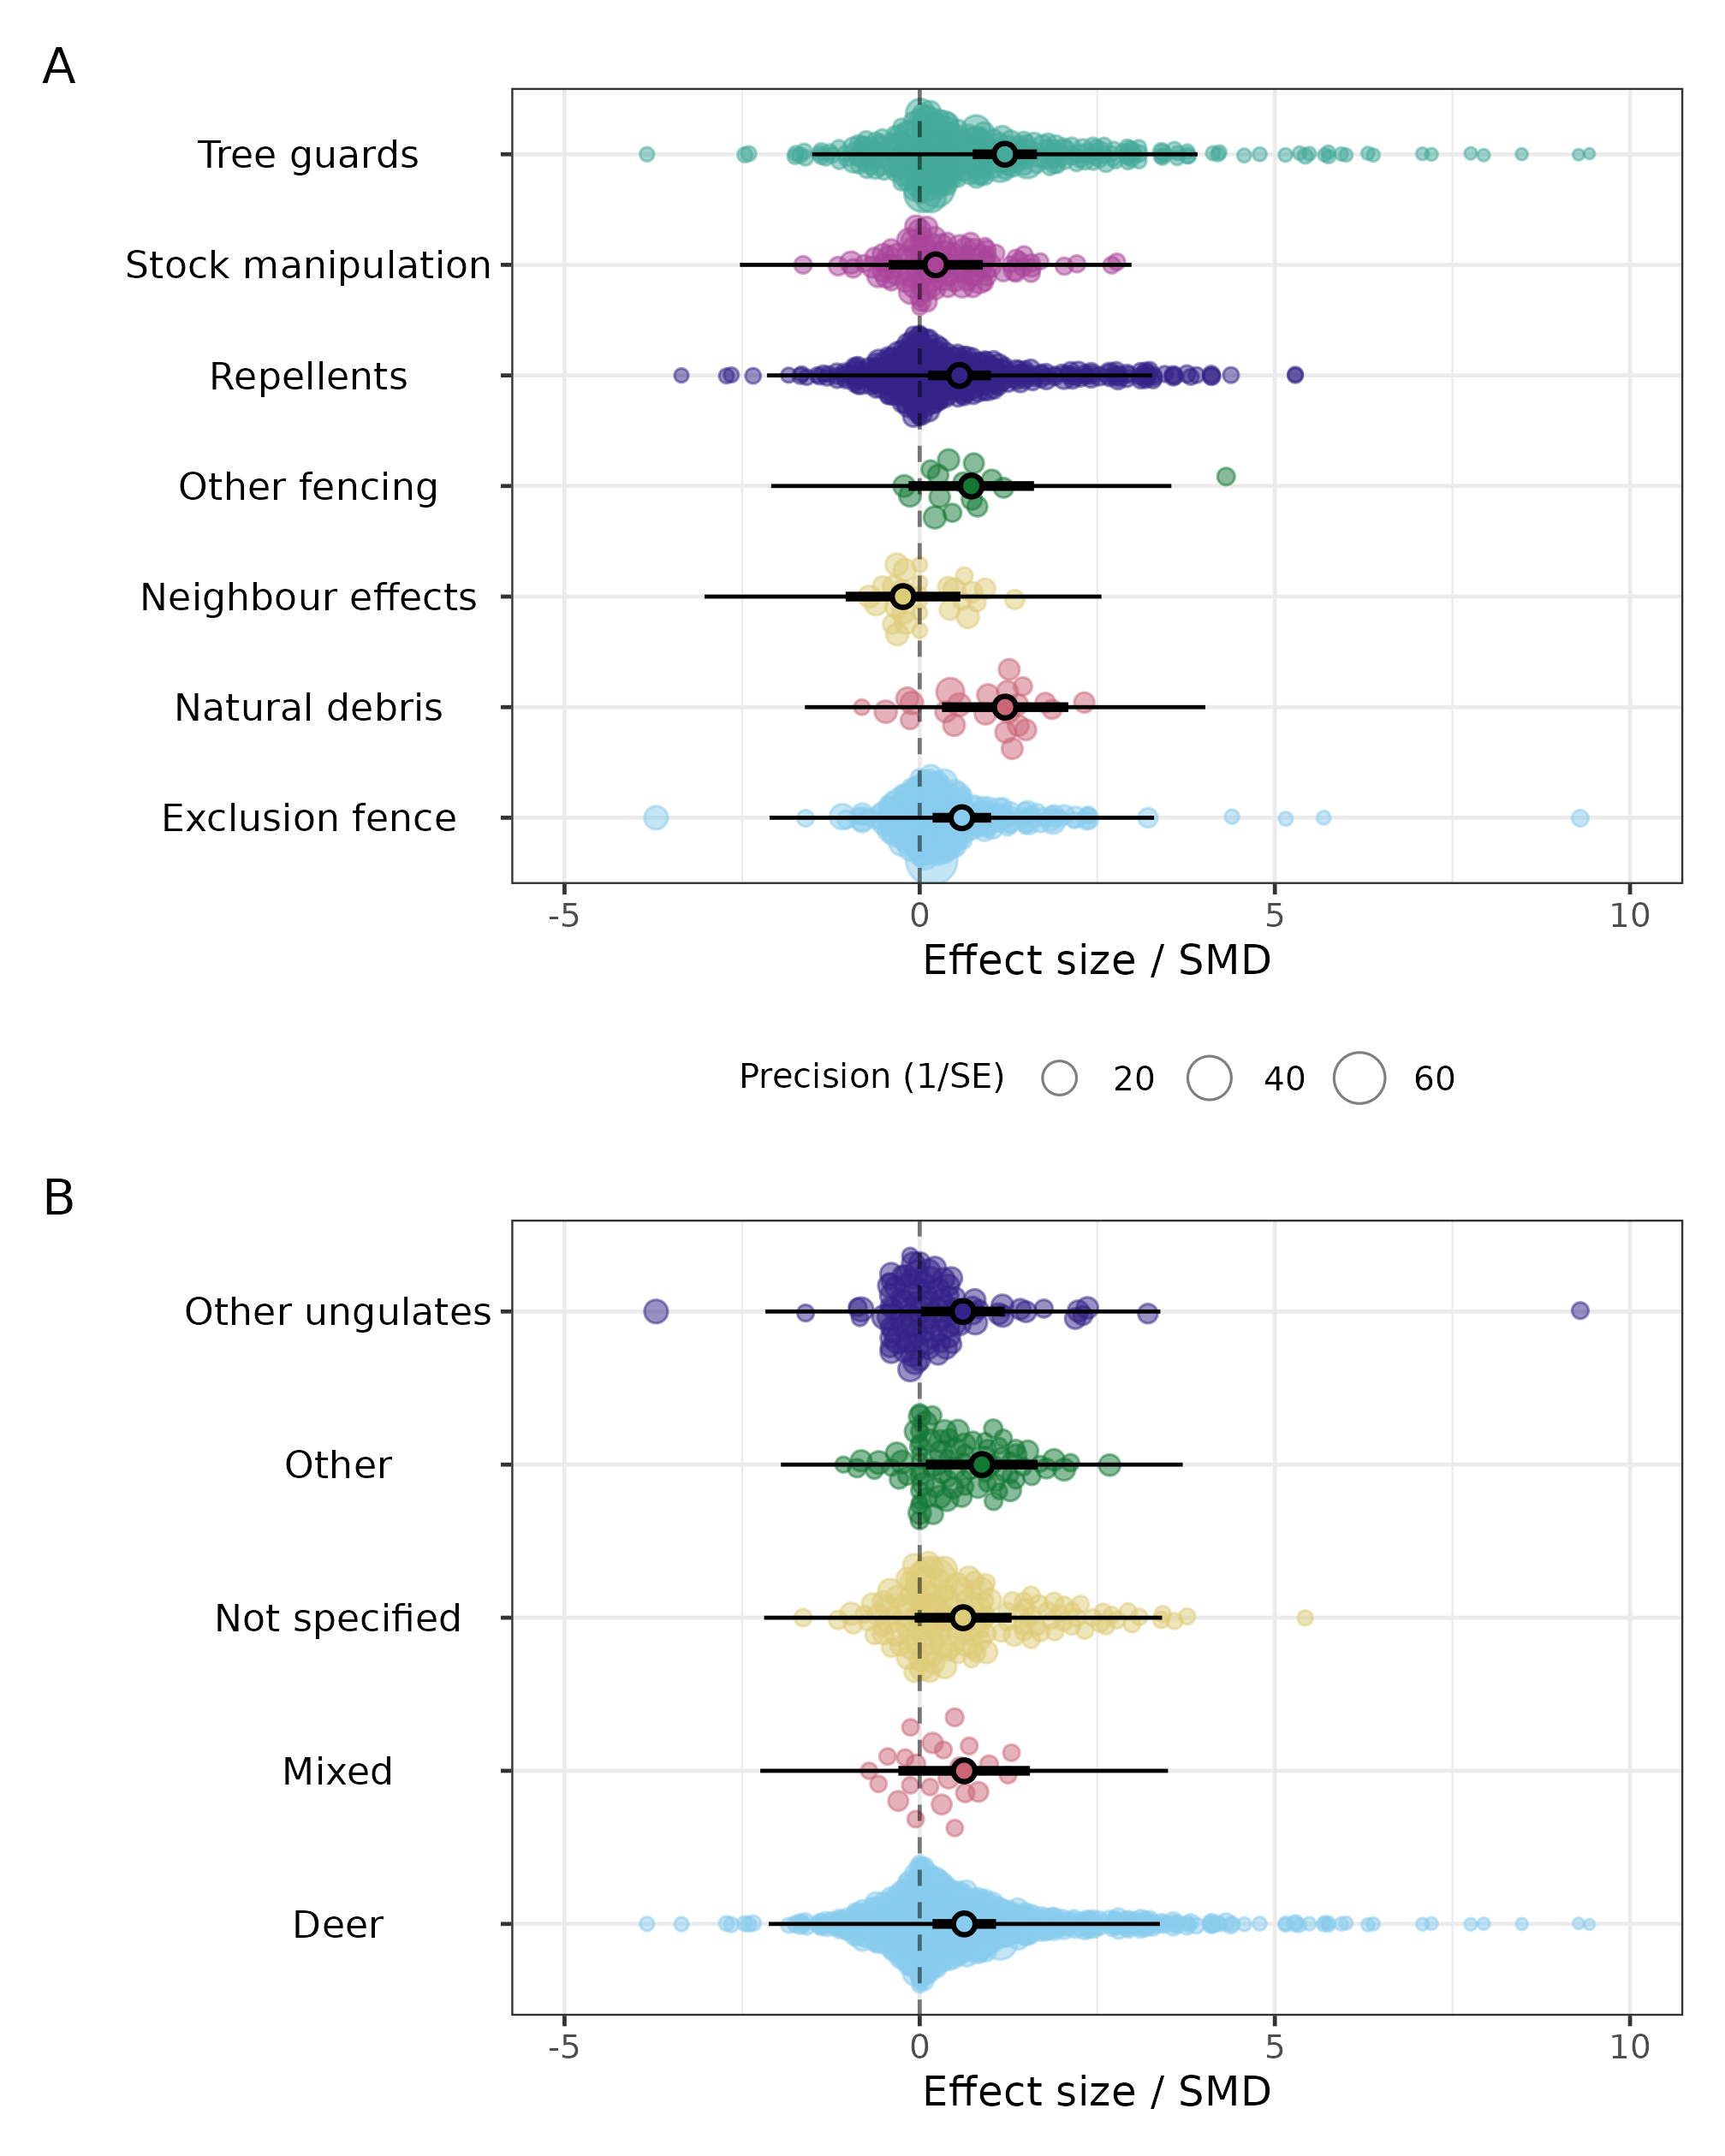 A
Tree guards
Stock manipulation
Repellents
Other fencing
Neighbour effects
Natural debris
Exclusion fence
-5 0 5 10
Effect size / SMD
Precision (1/SE) 20 40 60
B
Other ungulates
Other
Not specified
Mixed
Deer
-5 0 5 10
Effect size / SMD